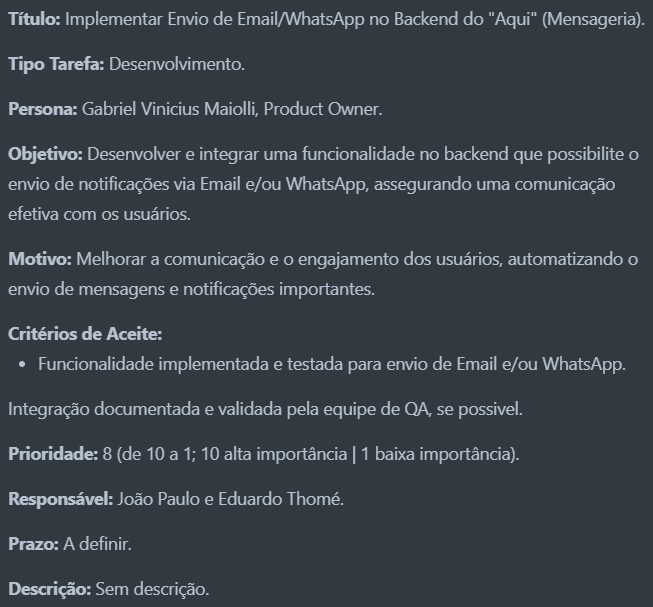 Título: Implementar Envio de Email/WhatsApp no Backend do "Aqui" (Mensageria).
Tipo Tarefa: Desenvolvimento.
Persona: Gabriel Vinicius Maiolli, Product Owner.
Objetivo: Desenvolver e integrar uma funcionalidade no backend que possibilite o
envio de notificações via Email e/ou WhatsApp, assegurando uma comunicação
efetiva com os usuários.
Motivo: Melhorar a comunicação e o engajamento dos usuários, automatizando o
envio de mensagens e notificações importantes.
Critérios de Aceite:
• Funcionalidade implementada e testada para envio de Email e/ou WhatsApp.
Integração documentada e validada pela equipe de QA, se possivel.
Prioridade: 8 (de 10 a 1; 10 alta importância | 1 baixa importância).
Responsável: João Paulo e Eduardo Thomé.
Prazo: A definir.
Descrição: Sem descrição.